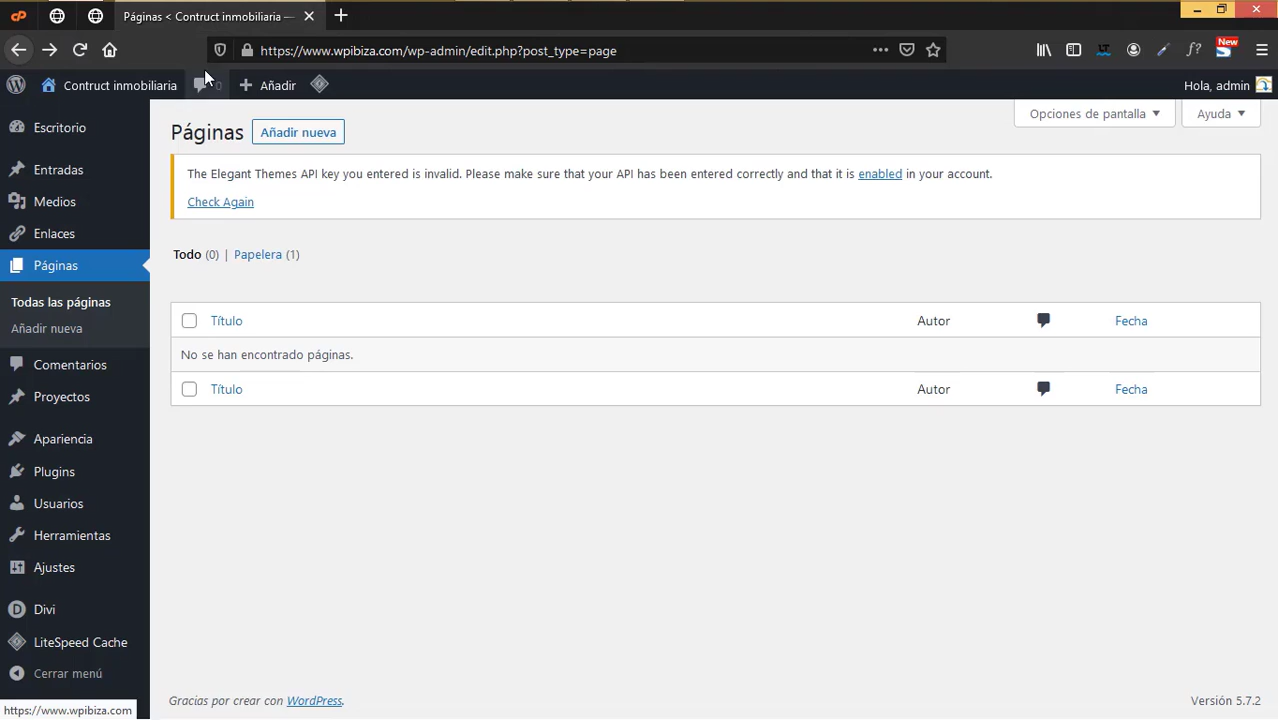 Páginas < Contruct inmobiliaria —
https://www.wpibiza.com/wp-admin/edit.php?post_type=page
New
Contruct inmobiliaria
0
Añadir
Hola, admin
Escritorio
Entradas
Medios
Enlaces
Páginas
Todas las páginas
Añadir nueva
Comentarios
Proyectos
Apariencia
Plugins
Usuarios
Herramientas
Ajustes
Divi
LiteSpeed Cache
Cerrar menú
https://www.wpibiza.com
Opciones de pantalla
Ayuda
Páginas
Añadir nueva
The Elegant Themes API key you entered is invalid. Please make sure that your API has been entered correctly and that it is enabled in your account.
Check Again
Todo (0) | Papelera (1)
Título Autor Fecha
No se han encontrado páginas.
Título Autor Fecha
Gracias por crear con WordPress.
Versión 5.7.2